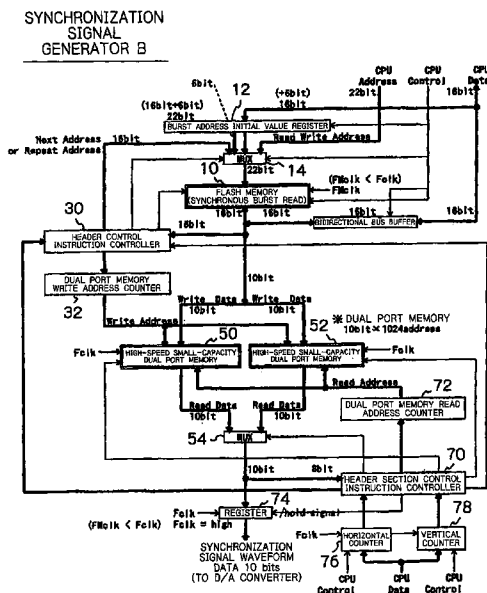 SYNCHRONIZATION
SIGNAL
GENERATOR B
CPU
Address
CPU
Control
CPU
Data
6bit
(+6bit)
16bit
22bit
16bit
(16bit+6bit)
22bit
12
BURST ADDRESS INITIAL VALUE REGISTER
Next Address
or Repeat Address
16bit
Read Write Address
MUX
14
22bit
10
FLASH MEMORY
(SYNCHRONOUS BURST READ)
(FMclk < Fclk)
FMclk
16bit
16bit
16bit
16bit
BIDIRECTIONAL BUS BUFFER
30
16bit
HEADER CONTROL
INSTRUCTION CONTROLLER
DUAL PORT MEMORY
WRITE ADDRESS COUNTER
32
10bit
Write Data
10bit
Write Data
10bit
Write Address
50
52
* DUAL PORT MEMORY
10bit×1024address
Fclk
HIGH-SPEED SMALL-CAPACITY
DUAL PORT MEMORY
HIGH-SPEED SMALL-CAPACITY
DUAL PORT MEMORY
Fclk
Read Address
72
Read Data
10bit
Read Data
10bit
DUAL PORT MEMORY READ
ADDRESS COUNTER
54
MUX
70
10bit
8bit
HEADER SECTION CONTROL
INSTRUCTION CONTROLLER
74
78
Fclk
REGISTER
/hold-signal
(FMclk < Fclk)
Fclk = high
Fclk
HORIZONTAL
COUNTER
VERTICAL
COUNTER
76
SYNCHRONIZATION
SIGNAL WAVEFORM
DATA 10 bits
(TO D/A CONVERTER)
CPU
Control
CPU
Data
CPU
Control